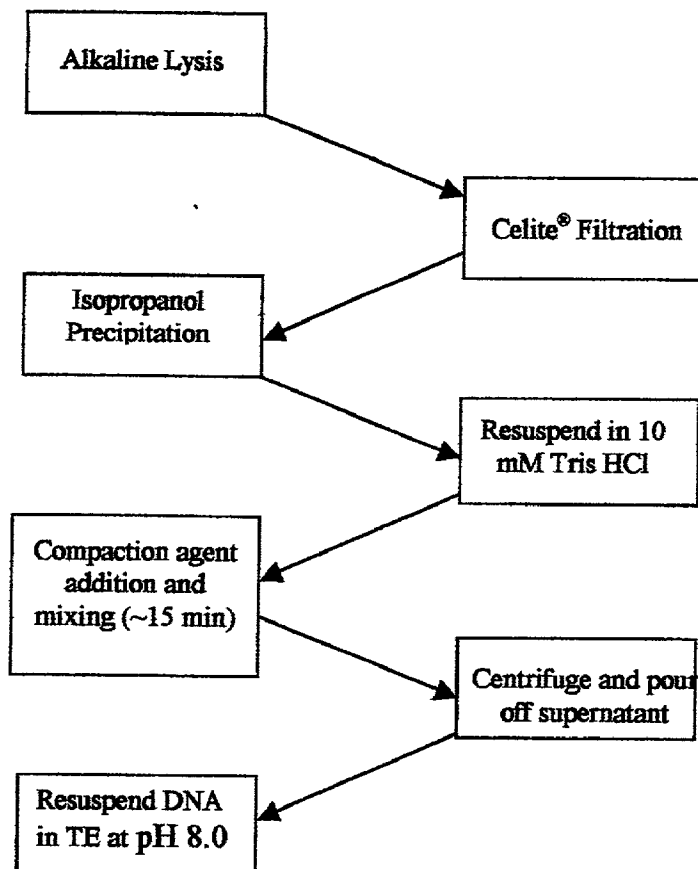 Alkaline Lysis
Celite® Filtration
Isopropanol
Precipitation
Resuspend in 10
mM Tris HCl
Compaction agent
addition and
mixing (~15 min)
Centrifuge and pour
off supernatant
Resuspend DNA
in TE at pH 8.0